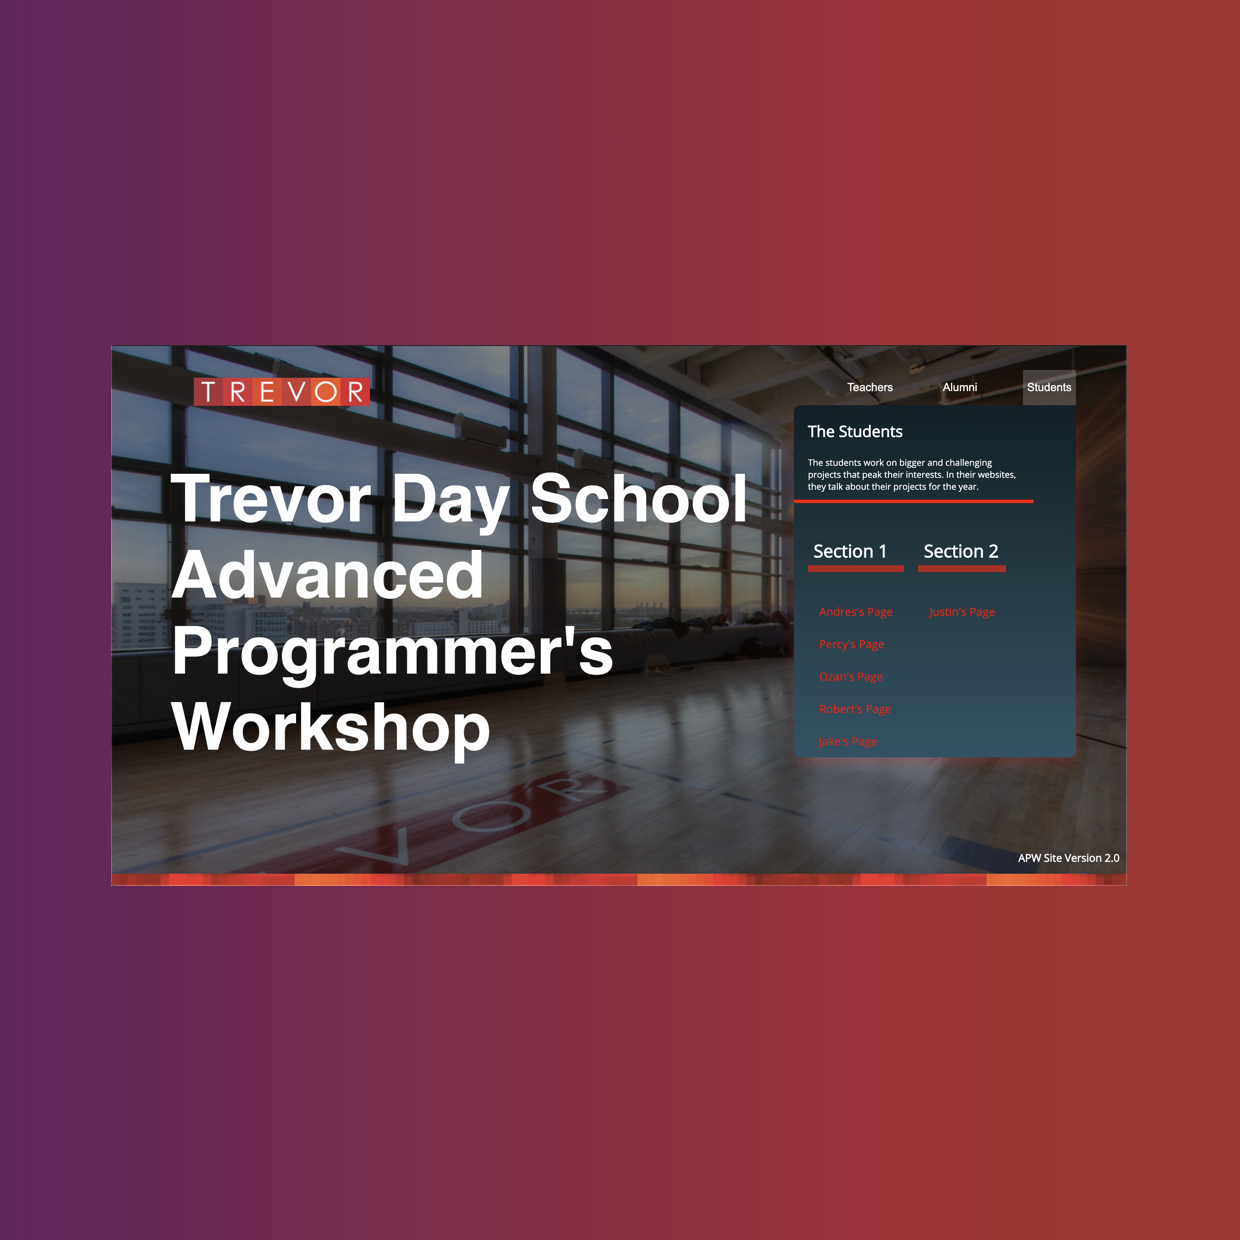 TREVOR
Teachers
Alumni
Students
Trevor Day School
Advanced
Programmer's
Workshop
The Students
The students work on bigger and challenging
projects that peak their interests. In their websites,
they talk about their projects for the year.
Section 1
Section 2
Andres's Page
Justin's Page
Percy's Page
Ozan's Page
Robert's Page
Jake's Page
VOR
APW Site Version 2.0